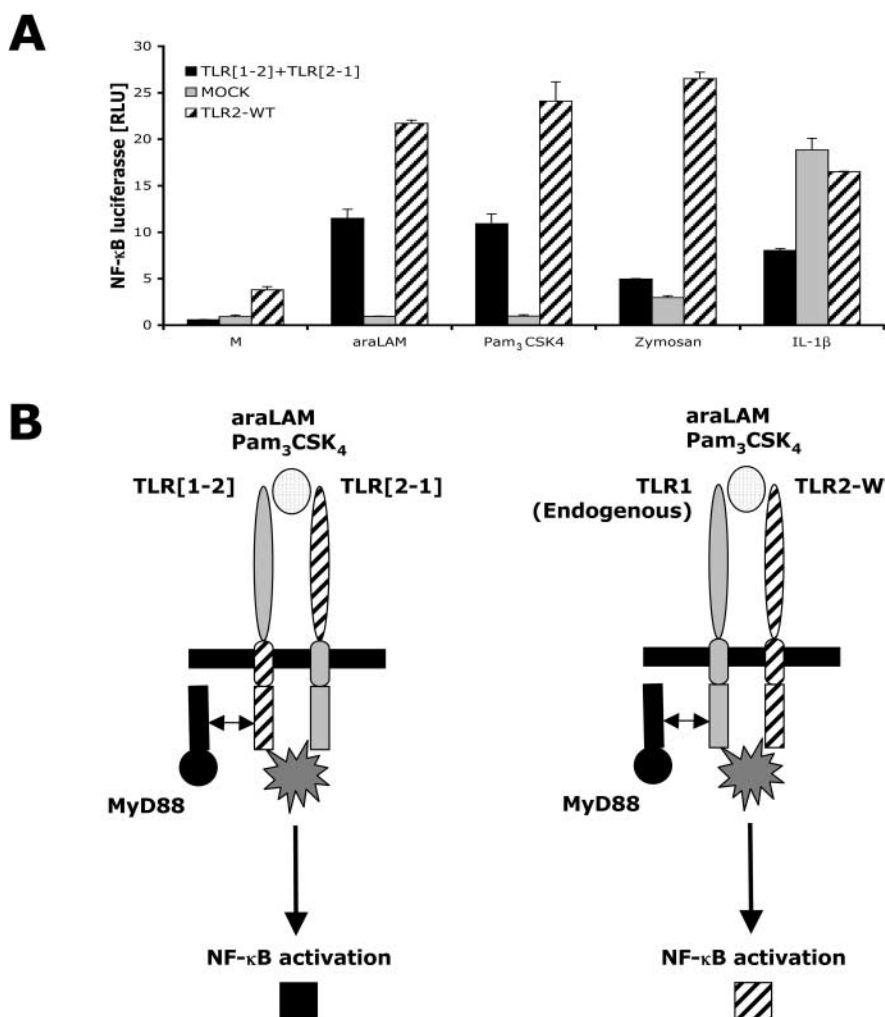 A
NF-κB luciferasse [RLU]
30
25
20
15
10
5
0
TLR[1-2]+TLR[2-1]
MOCK
TLR2-WT
M araLAM Pam3CSK4 Zymosan IL-1β
B
araLAM
Pam3CSK4
TLR[1-2] TLR[2-1]
MyD88
NF-κB activation
araLAM
Pam3CSK4
TLR1 TLR2-W
(Endogenous)
MyD88
NF-κB activation